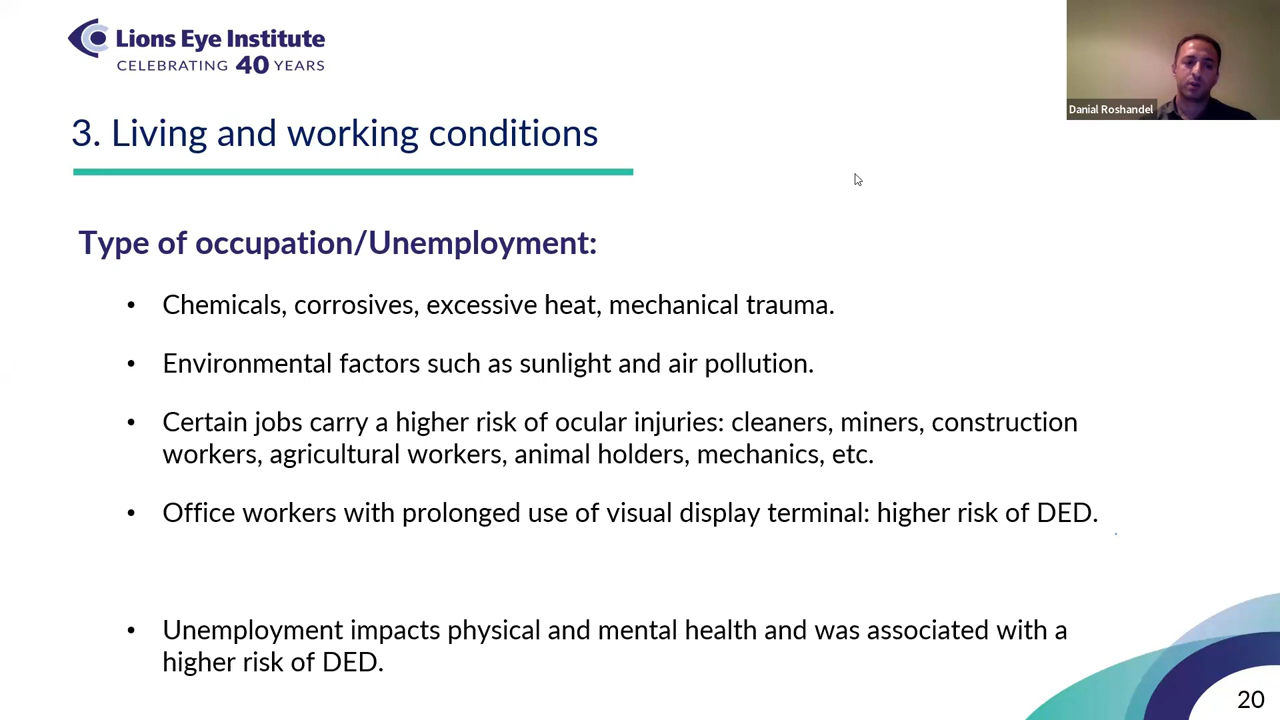 Lions Eye Institute
CELEBRATING 40 YEARS
Danial Roshandel
3. Living and working conditions
Type of occupation/Unemployment:
• Chemicals, corrosives, excessive heat, mechanical trauma.
• Environmental factors such as sunlight and air pollution.
• Certain jobs carry a higher risk of ocular injuries: cleaners, miners, construction
workers, agricultural workers, animal holders, mechanics, etc.
• Office workers with prolonged use of visual display terminal: higher risk of DED.
• Unemployment impacts physical and mental health and was associated with a
higher risk of DED.
20